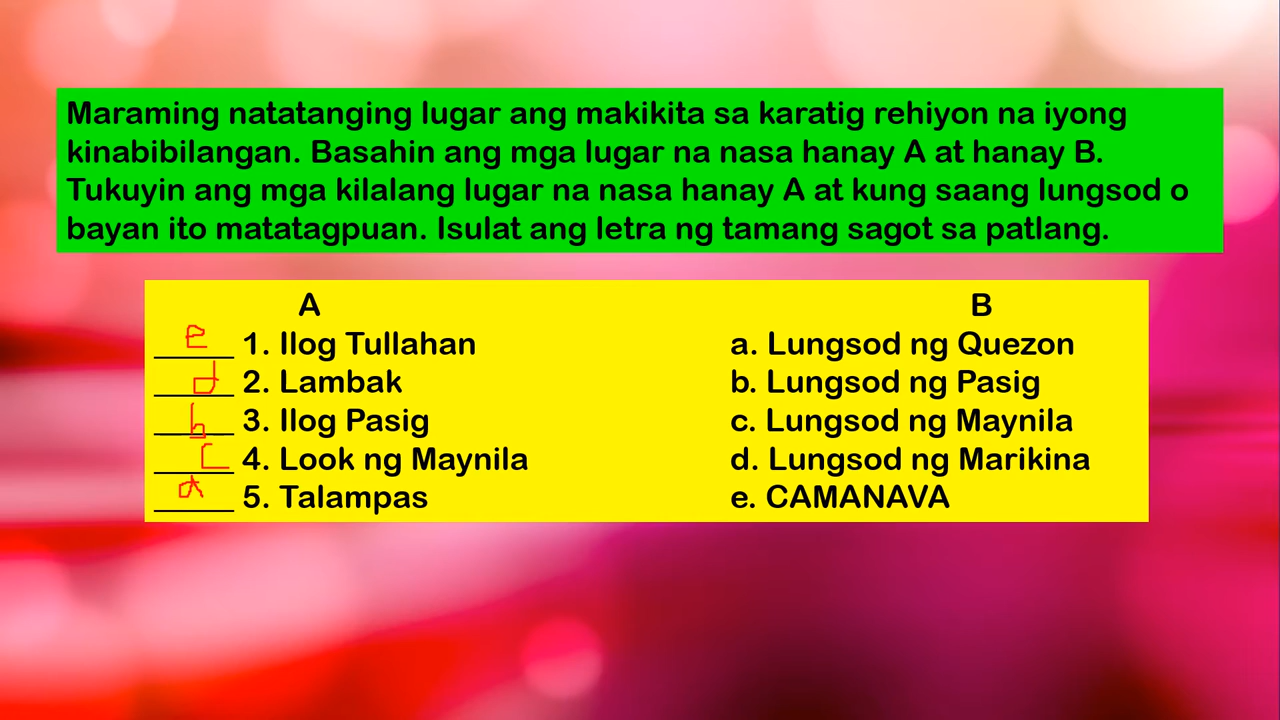 Maraming natatanging lugar ang makikita sa karatig rehiyon na iyong
kinabibilangan. Basahin ang mga lugar na nasa hanay A at hanay B.
Tukuyin ang mga kilalang lugar na nasa hanay A at kung saang lungsod o
bayan ito matatagpuan. Isulat ang letra ng tamang sagot sa patlang.
A B
e 1. Ilog Tullahan a. Lungsod ng Quezon
d 2. Lambak b. Lungsod ng Pasig
b 3. Ilog Pasig c. Lungsod ng Maynila
c 4. Look ng Maynila d. Lungsod ng Marikina
a 5. Talampas e. CAMANAVA